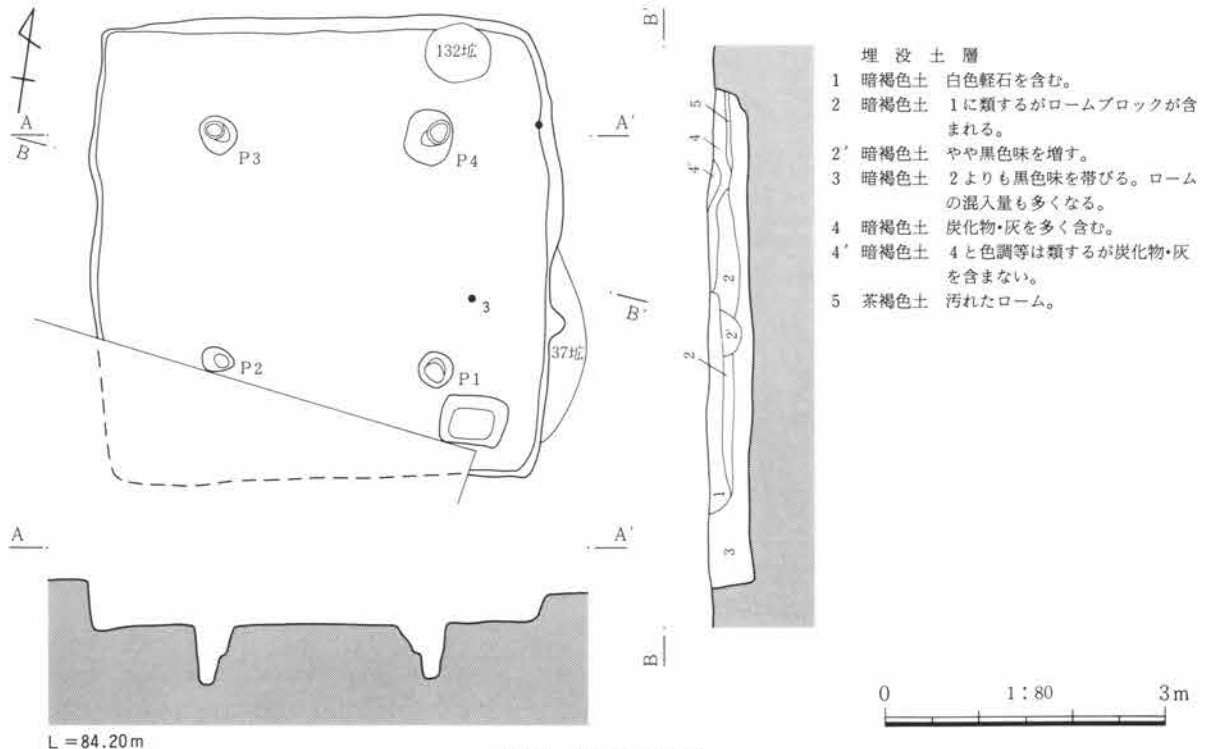 132坑
A
B
P3
P4
A'
3
B'
P2
P1
37坑
A
A'
L=84.20m
B'
5
4
4'
2
2'
2
1
3
B
埋没土層
1 暗褐色土 白色軽石を含む。
2 暗褐色土 1に類するがロームブロックが含
まれる。
2' 暗褐色土 やや黒色味を増す。
3 暗褐色土 2よりも黒色味を帯びる。ローム
の混入量も多くなる。
4 暗褐色土 炭化物・灰を多く含む。
4' 暗褐色土 4と色調等は類するが炭化物・灰
を含まない。
5 茶褐色土 汚れたローム。
0 1:80 3m